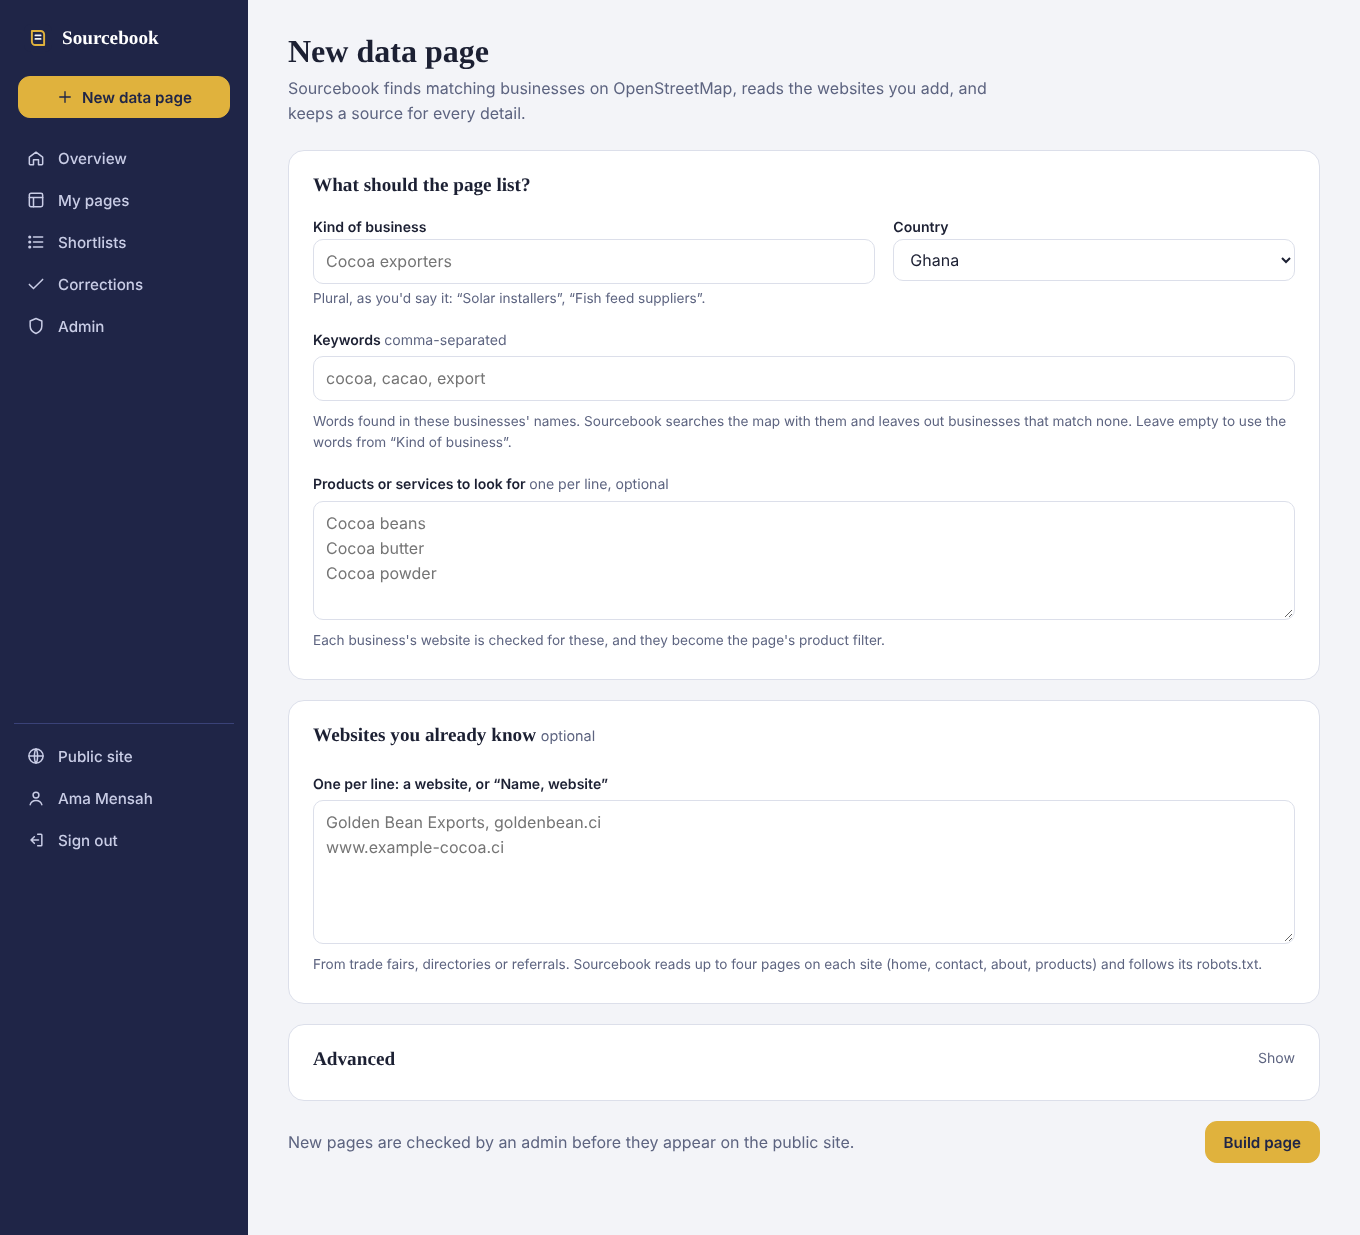 Sourcebook
New data page
Overview
My pages
Shortlists
Corrections
Admin
Public site
Ama Mensah
Sign out
New data page
Sourcebook finds matching businesses on OpenStreetMap, reads the websites you add, and
keeps a source for every detail.
What should the page list?
Kind of business
Cocoa exporters
Plural, as you'd say it: “Solar installers”, “Fish feed suppliers”.
Country
Ghana
Keywords comma-separated
cocoa, cacao, export
Words found in these businesses' names. Sourcebook searches the map with them and leaves out businesses that match none. Leave empty to use the
words from “Kind of business”.
Products or services to look for one per line, optional
Cocoa beans
Cocoa butter
Cocoa powder
Each business's website is checked for these, and they become the page's product filter.
Websites you already know optional
One per line: a website, or “Name, website”
Golden Bean Exports, goldenbean.ci
www.example-cocoa.ci
From trade fairs, directories or referrals. Sourcebook reads up to four pages on each site (home, contact, about, products) and follows its robots.txt.
Advanced
Show
New pages are checked by an admin before they appear on the public site.
Build page